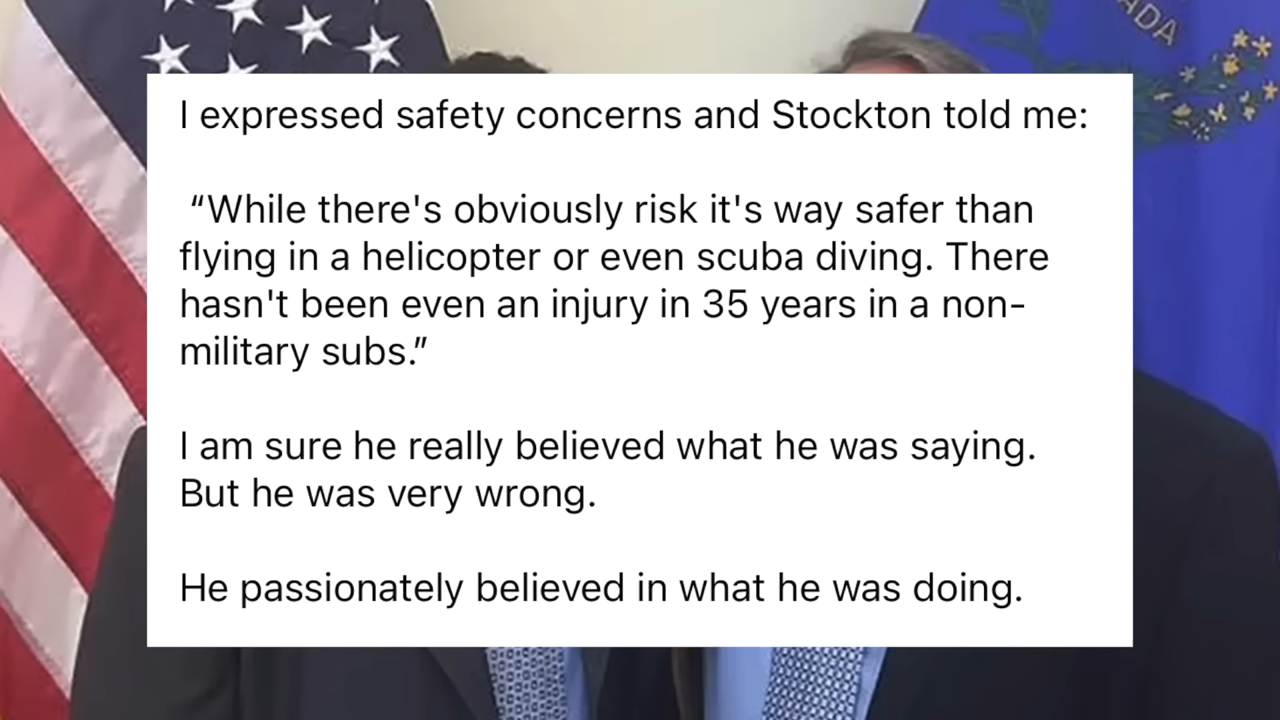 ADA
I expressed safety concerns and Stockton told me:
“While there's obviously risk it's way safer than
flying in a helicopter or even scuba diving. There
hasn't been even an injury in 35 years in a non-
military subs.”
I am sure he really believed what he was saying.
But he was very wrong.
He passionately believed in what he was doing.